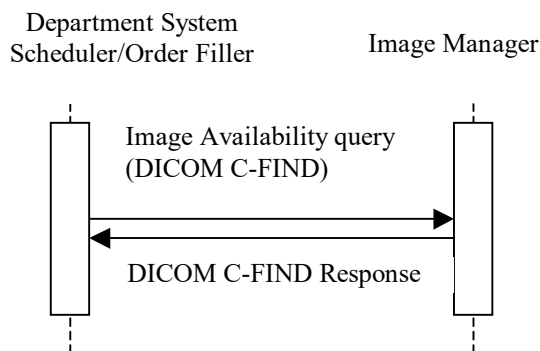 Department System
Scheduler/Order Filler
Image Manager
Image Availability query
(DICOM C-FIND)
DICOM C-FIND Response